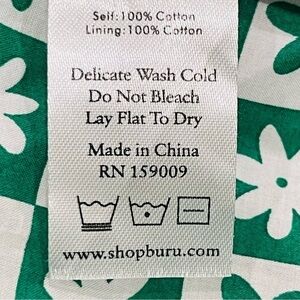 Self: 100% Cotton
Lining: 100% Cotton
Delicate Wash Cold
Do Not Bleach
Lay Flat To Dry
Made in China
RN 159009
www.shopburu.com